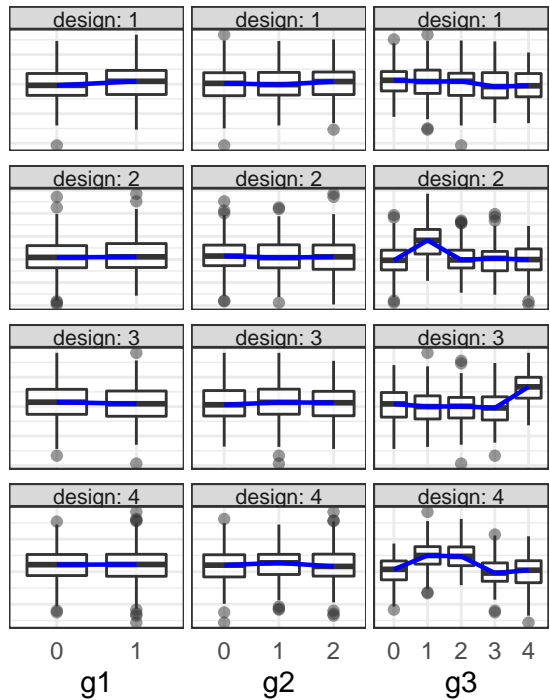 design: 1 design: 1 design: 1
design: 2 design: 2 design: 2
design: 3 design: 3 design: 3
design: 4 design: 4 design: 4
0 1 0 1 2 0 1 2 3 4
g1 g2 g3